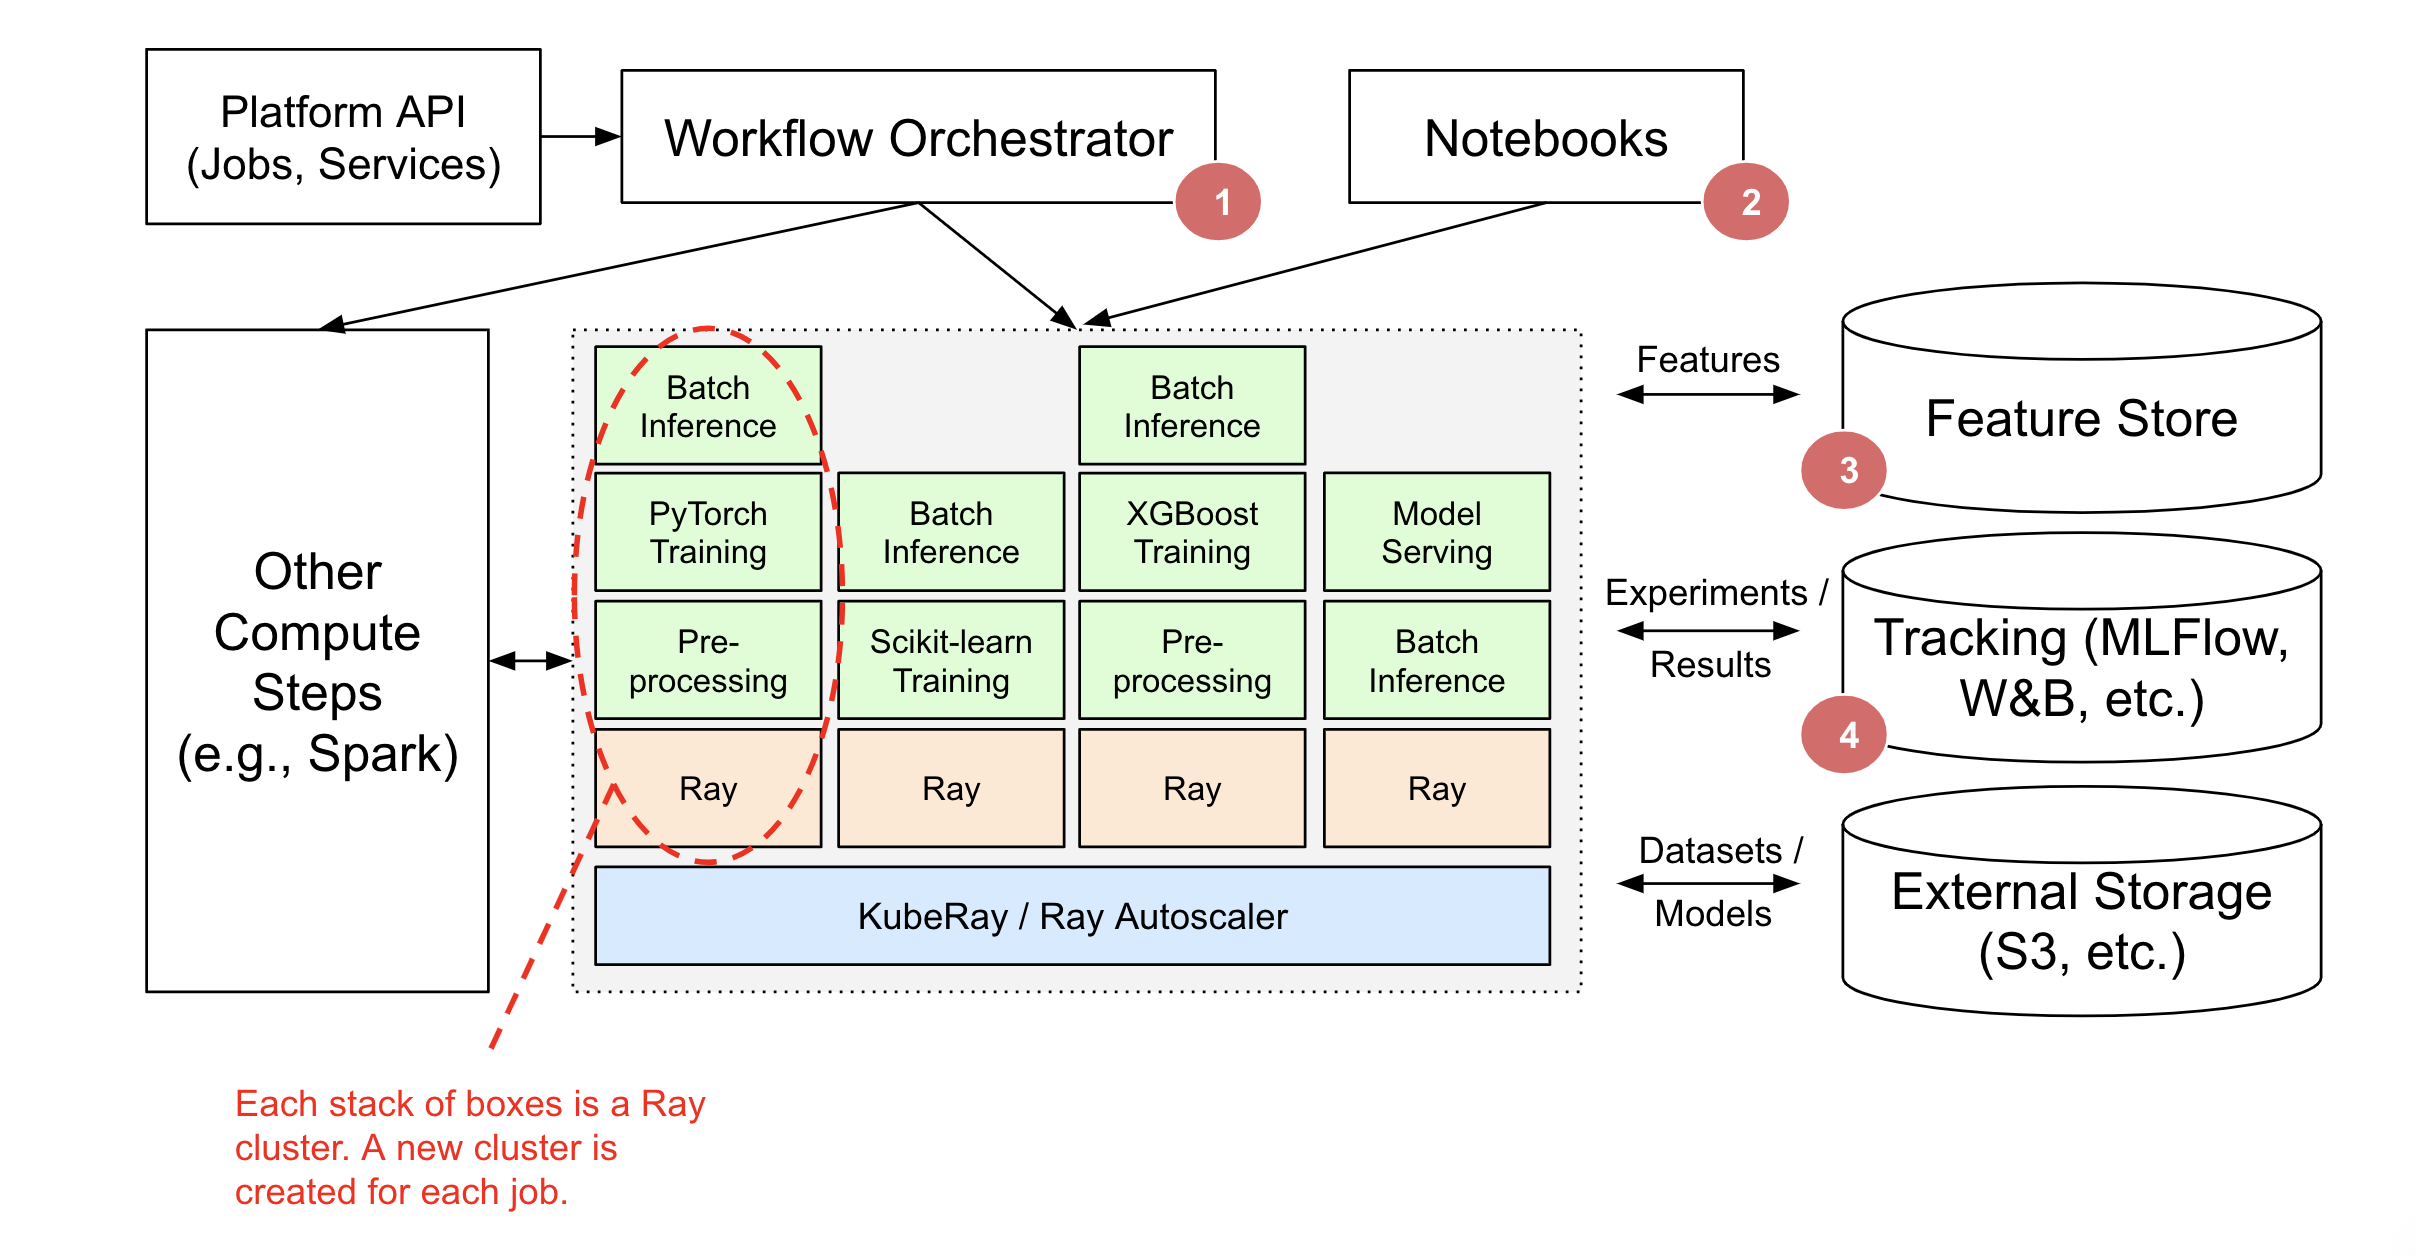 Platform API
(Jobs, Services)
Workflow Orchestrator
1
Notebooks
2
Other
Compute
Steps
(e.g., Spark)
Batch
Inference
PyTorch
Training
Pre-
processing
Ray
Batch
Inference
Scikit-learn
Training
Ray
Batch
Inference
XGBoost
Training
Pre-
processing
Ray
Model
Serving
Batch
Inference
Ray
KubeRay / Ray Autoscaler
Features
Feature Store
3
Experiments /
Results
Tracking (MLFlow,
W&B, etc.)
4
Datasets /
Models
External Storage
(S3, etc.)
Each stack of boxes is a Ray
cluster. A new cluster is
created for each job.